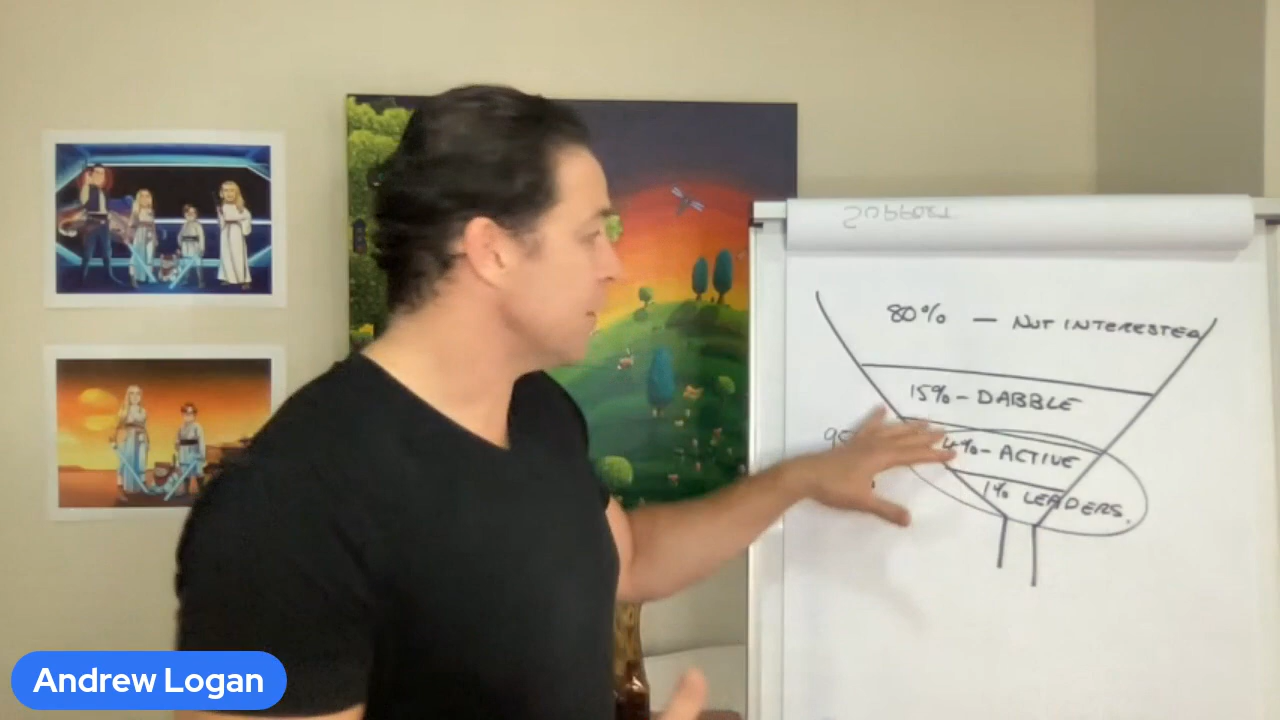 SUPPORT
80% — NOT INTERESTED
15% - DABBLE
4% - ACTIVE
1% LEADERS.
Andrew Logan